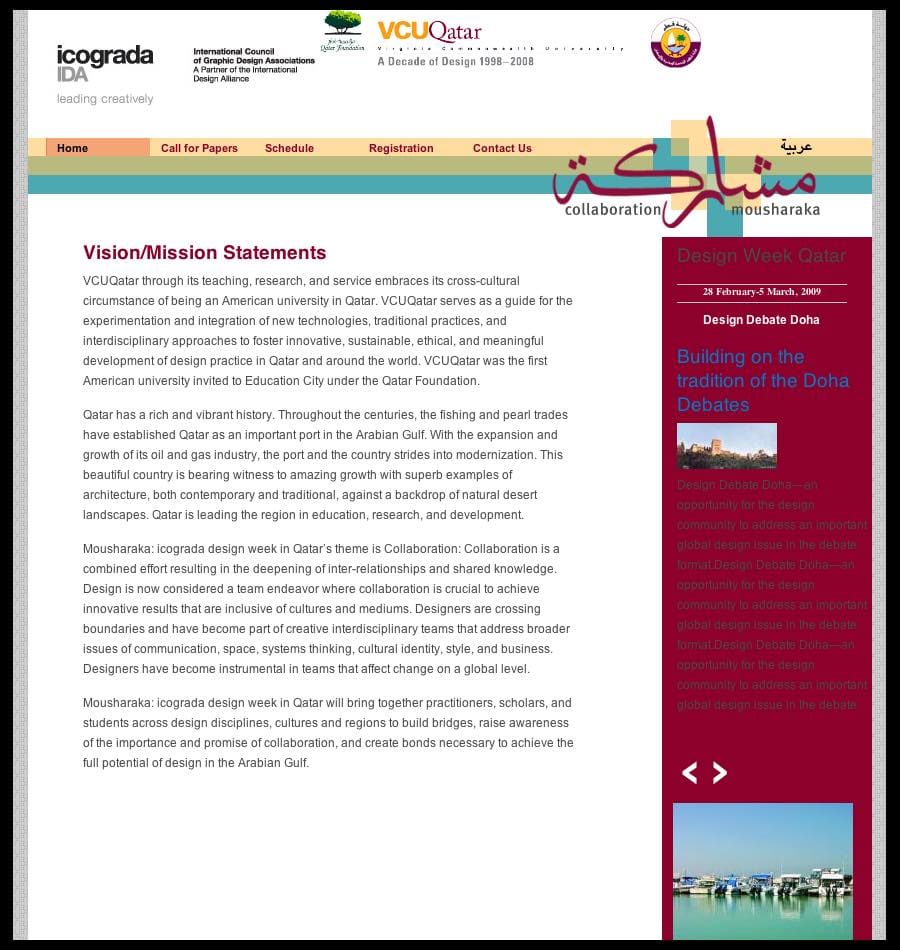 icograda
IDA
leading creatively
International Council
of Graphic Design Associations
A Partner of the International
Design Alliance
Qatar Foundation
VCUQatar
Virginia Commonwealth University
A Decade of Design 1998–2008
Home
Call for Papers
Schedule
Registration
Contact Us
عربية
مشاركة
collaboration
mousharaka
Vision/Mission Statements
VCUQatar through its teaching, research, and service embraces its cross-cultural
circumstance of being an American university in Qatar. VCUQatar serves as a guide for the
experimentation and integration of new technologies, traditional practices, and
interdisciplinary approaches to foster innovative, sustainable, ethical, and meaningful
development of design practice in Qatar and around the world. VCUQatar was the first
American university invited to Education City under the Qatar Foundation.
Qatar has a rich and vibrant history. Throughout the centuries, the fishing and pearl trades
have established Qatar as an important port in the Arabian Gulf. With the expansion and
growth of its oil and gas industry, the port and the country strides into modernization. This
beautiful country is bearing witness to amazing growth with superb examples of
architecture, both contemporary and traditional, against a backdrop of natural desert
landscapes. Qatar is leading the region in education, research, and development.
Mousharaka: icograda design week in Qatar's theme is Collaboration: Collaboration is a
combined effort resulting in the deepening of inter-relationships and shared knowledge.
Design is now considered a team endeavor where collaboration is crucial to achieve
innovative results that are inclusive of cultures and mediums. Designers are crossing
boundaries and have become part of creative interdisciplinary teams that address broader
issues of communication, space, systems thinking, cultural identity, style, and business.
Designers have become instrumental in teams that affect change on a global level.
Mousharaka: icograda design week in Qatar will bring together practitioners, scholars, and
students across design disciplines, cultures and regions to build bridges, raise awareness
of the importance and promise of collaboration, and create bonds necessary to achieve the
full potential of design in the Arabian Gulf.
Design Week Qatar
28 February-5 March, 2009
Design Debate Doha
Building on the
tradition of the Doha
Debates
Design Debate Doha—an
opportunity for the design
community to address an important
global design issue in the debate
format.Design Debate Doha—an
opportunity for the design
community to address an important
global design issue in the debate
format.Design Debate Doha—an
opportunity for the design
community to address an important
global design issue in the debate